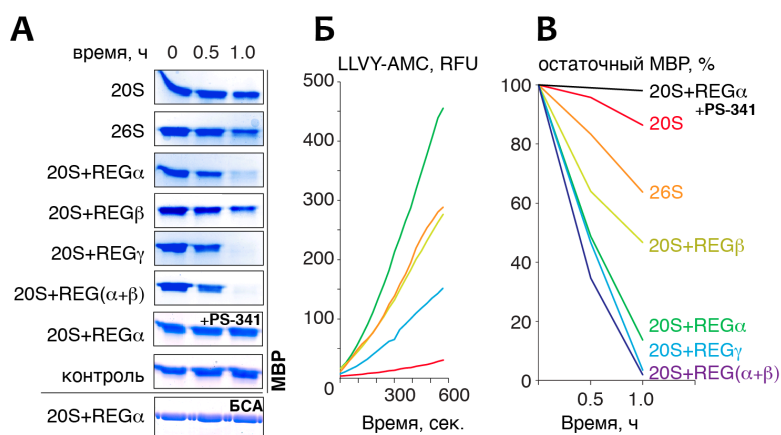 А
время, ч 0 0.5 1.0
20S
26S
20S+REGα
20S+REGβ
20S+REGγ
20S+REG(α+β)
+PS-341
20S+REGα
контроль
MBP
БСА
20S+REGα
Б
LLVY-AMC, RFU
500
400
300
200
100
0
300 600
Время, сек.
В
остаточный MBP, %
100
80
60
40
20
0
0.5 1.0
Время, ч
20S+REGα
+PS-341
20S
26S
20S+REGβ
20S+REGα
20S+REGγ
20S+REG(α+β)